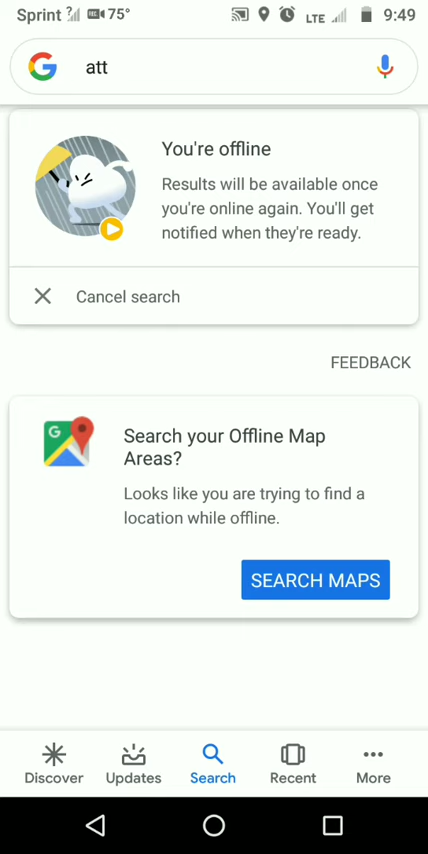 Sprint ? REC 75° LTE 9:49
att
You're offline
Results will be available once
you're online again. You'll get
notified when they're ready.
Cancel search
FEEDBACK
Search your Offline Map
Areas?
Looks like you are trying to find a
location while offline.
SEARCH MAPS
Discover Updates Search Recent More